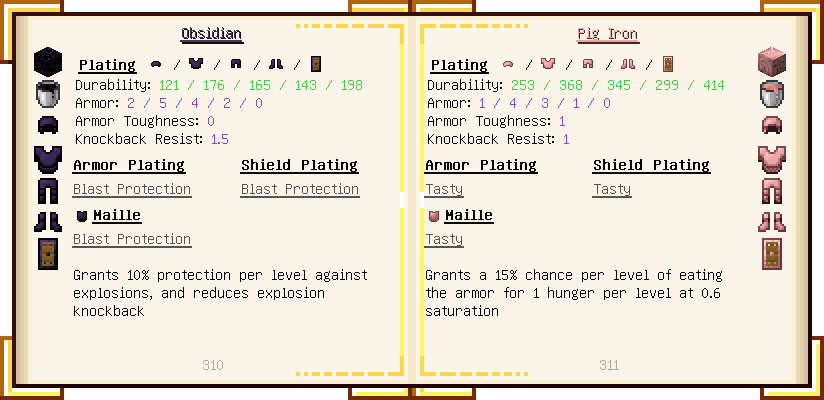 Obsidian
Plating / / / /
Durability: 121 / 176 / 165 / 143 / 198
Armor: 2 / 5 / 4 / 2 / 0
Armor Toughness: 0
Knockback Resist: 1.5
Armor Plating
Shield Plating
Blast Protection
Blast Protection
Maille
Blast Protection
Grants 10% protection per level against
explosions, and reduces explosion
knockback
310
Pig Iron
Plating / / / /
Durability: 253 / 368 / 345 / 299 / 414
Armor: 1 / 4 / 3 / 1 / 0
Armor Toughness: 1
Knockback Resist: 1
Armor Plating
Shield Plating
Tasty
Tasty
Maille
Tasty
Grants a 15% chance per level of eating
the armor for 1 hunger per level at 0.6
saturation
311